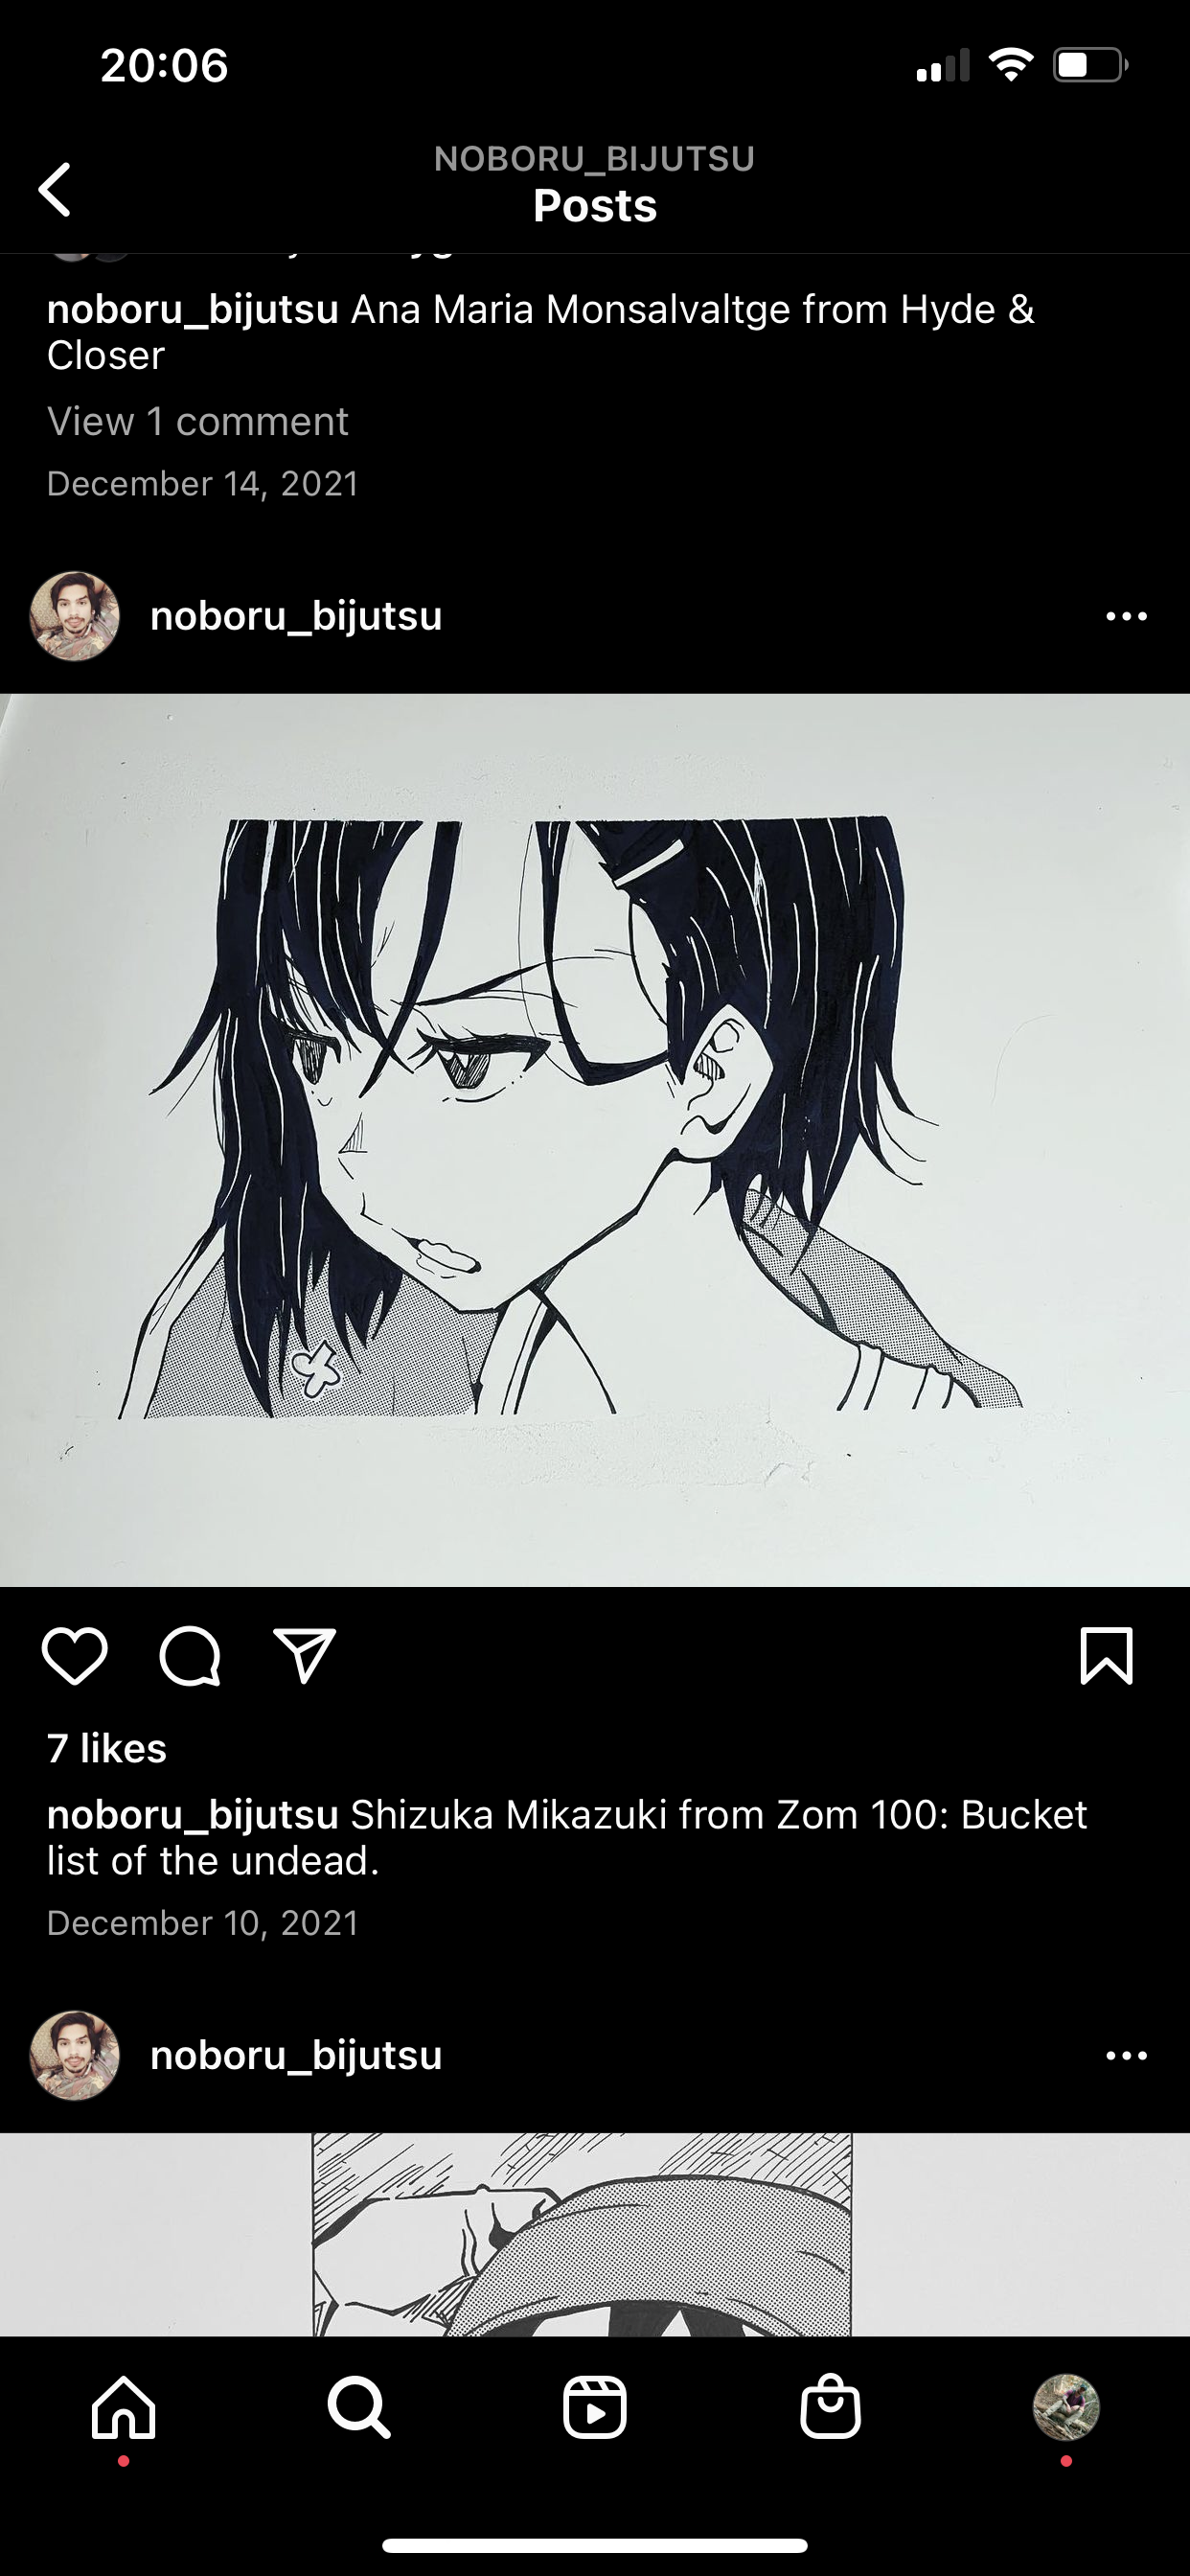 20:06
NOBORU_BIJUTSU
Posts
noboru_bijutsu Ana Maria Monsalvaltge from Hyde &
Closer
View 1 comment
December 14, 2021
noboru_bijutsu
7 likes
noboru_bijutsu Shizuka Mikazuki from Zom 100: Bucket
list of the undead.
December 10, 2021
noboru_bijutsu